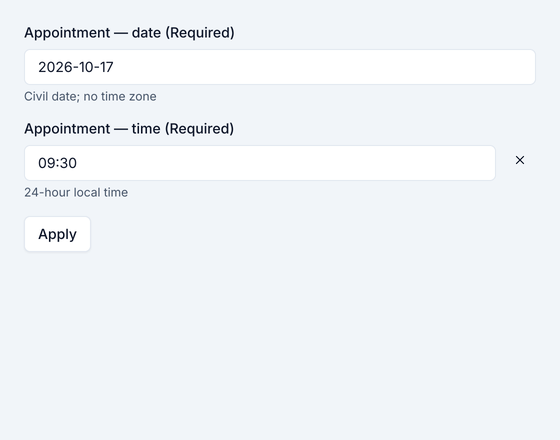 Appointment — date (Required)
2026-10-17
Civil date; no time zone
Appointment — time (Required)
09:30
24-hour local time
Apply